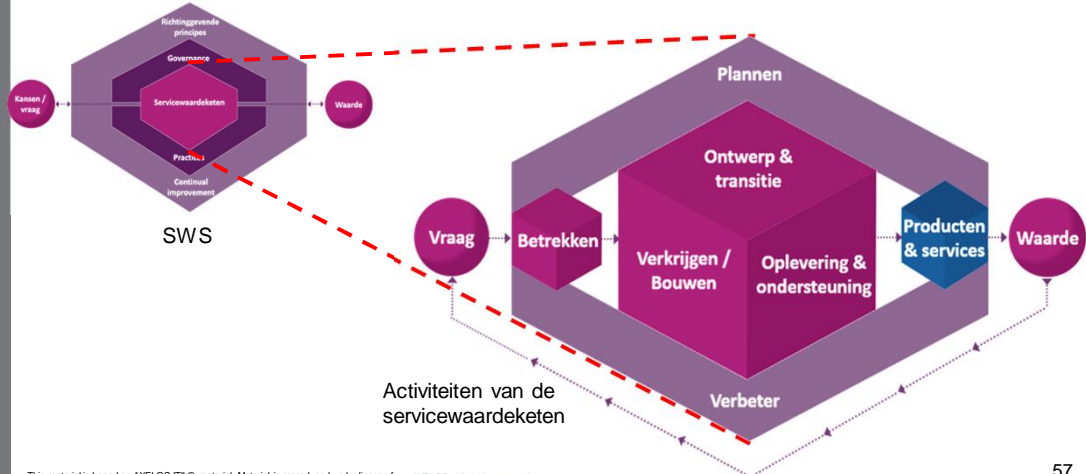 Richtinggevende
principes
Governance
Kansen /
vraag
Servicewaardeketen
Waarde
Practices
Continual
improvement
SWS
Plannen
Ontwerp &
transitie
Vraag
Betrekken
Verkrijgen /
Bouwen
Oplevering &
ondersteuning
Producten
& services
Waarde
Verbeter
Activiteiten van de
servicewaardeketen
57